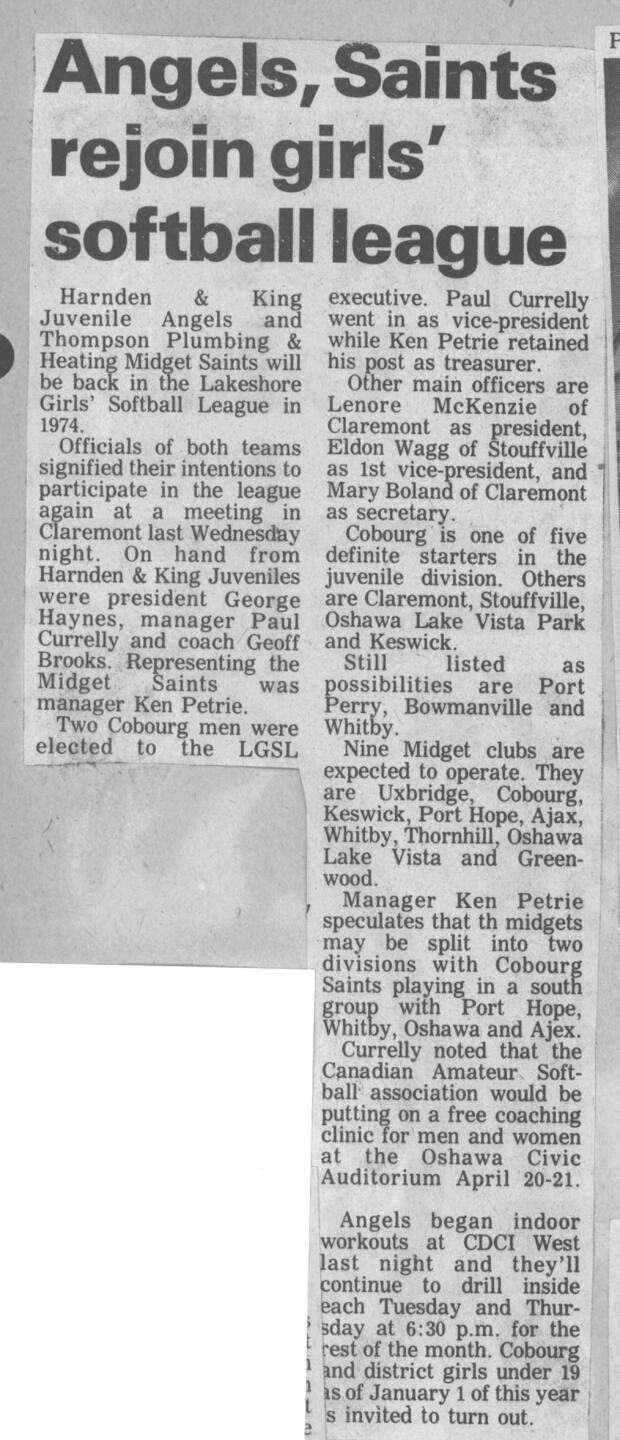 Angels, Saints
rejoin girls'
softball league
Harnden & King
Juvenile Angels and
Thompson Plumbing &
Heating Midget Saints will
be back in the Lakeshore
Girls' Softball League in
1974.
Officials of both teams
signified their intentions to
participate in the league
again at a meeting in
Claremont last Wednesday
night. On hand from
Harnden & King Juveniles
were president George
Haynes, manager Paul
Currelly and coach Geoff
Brooks. Representing the
Midget Saints was
manager Ken Petrie.
Two Cobourg men were
elected to the LGSL
executive. Paul Currelly
went in as vice-president
while Ken Petrie retained
his post as treasurer.
Other main officers are
Lenore McKenzie of
Claremont as president,
Eldon Wagg of Stouffville
as 1st vice-president, and
Mary Boland of Claremont
as secretary.
Cobourg is one of five
definite starters in the
juvenile division. Others
are Claremont, Stouffville,
Oshawa Lake Vista Park
and Keswick.
Still listed as
possibilities are Port
Perry, Bowmanville and
Whitby.
Nine Midget clubs are
expected to operate. They
are Uxbridge, Cobourg,
Keswick, Port Hope, Ajax,
Whitby, Thornhill, Oshawa
Lake Vista and Green-
wood.
Manager Ken Petrie
speculates that th midgets
may be split into two
divisions with Cobourg
Saints playing in a south
group with Port Hope,
Whitby, Oshawa and Ajex.
Currelly noted that the
Canadian Amateur Soft-
ball association would be
putting on a free coaching
clinic for men and women
at the Oshawa Civic
Auditorium April 20-21.
Angels began indoor
workouts at CDCI West
last night and they'll
continue to drill inside
each Tuesday and Thur-
sday at 6:30 p.m. for the
rest of the month. Cobourg
and district girls under 19
as of January 1 of this year
s invited to turn out.